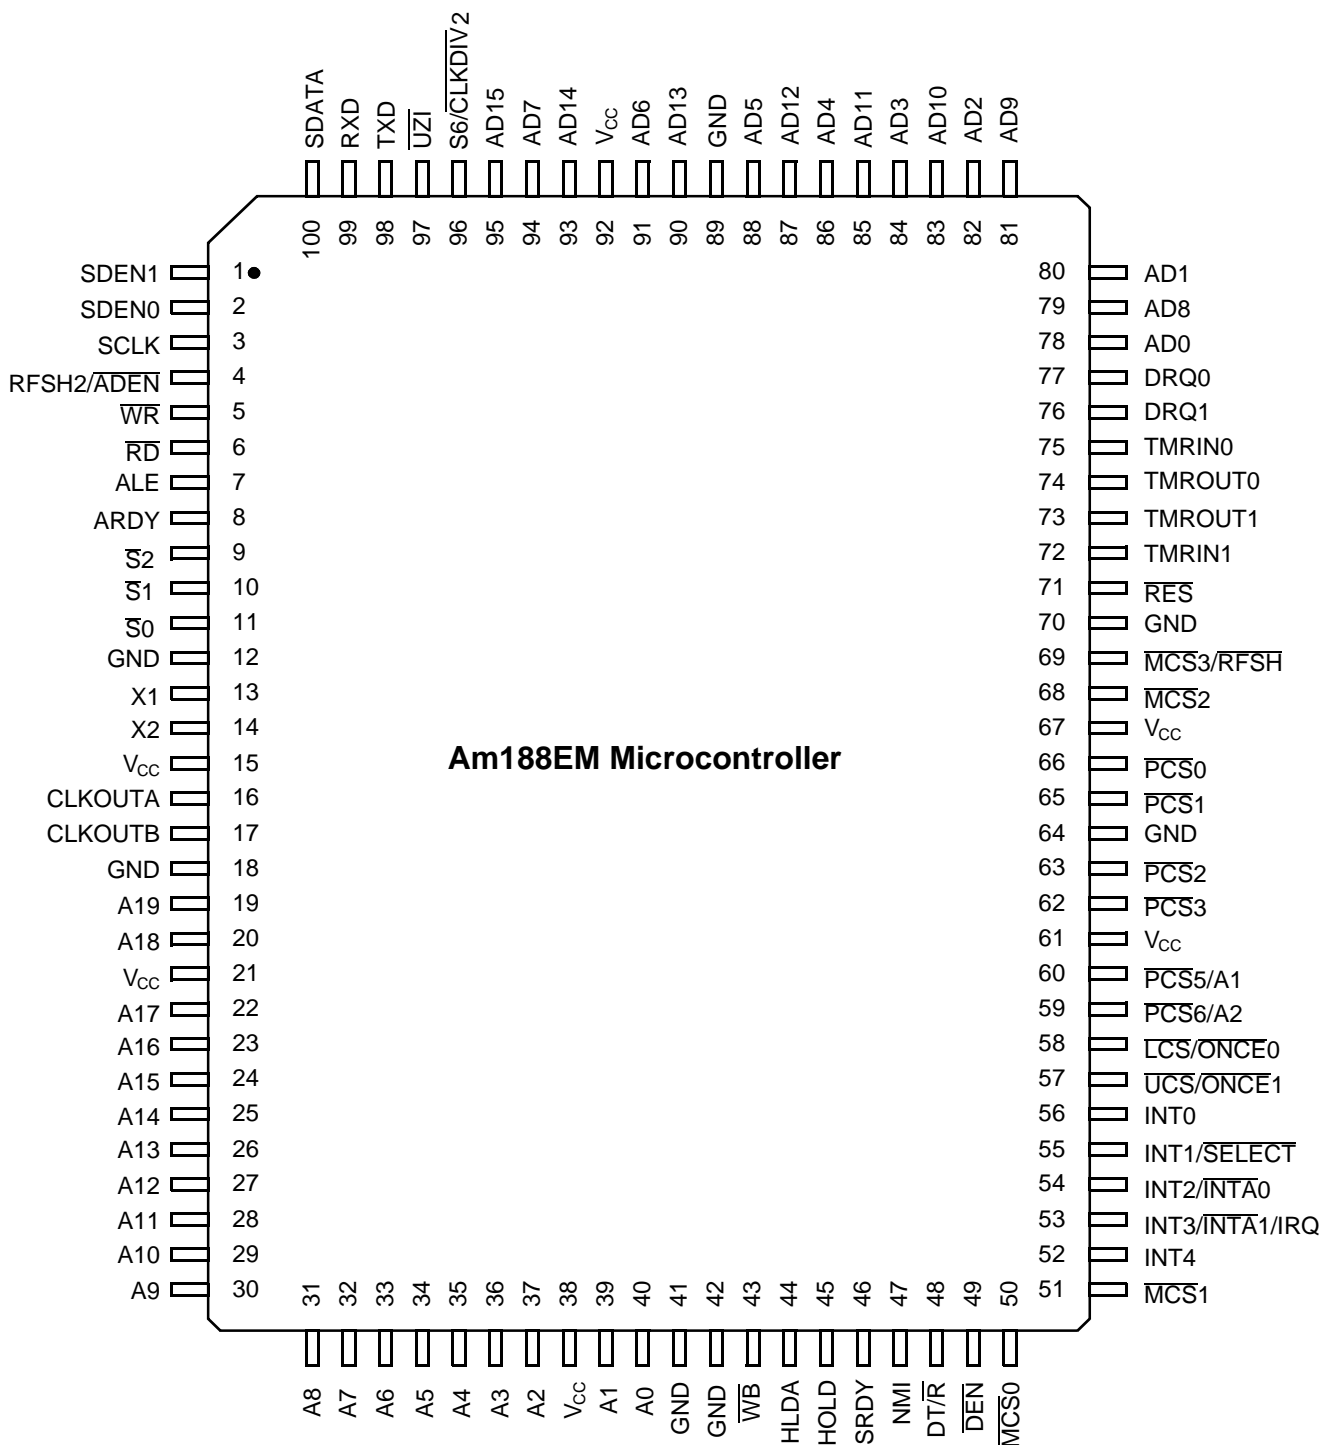 SDATA
RXD
TXD
UZI
S6/CLKDIV2
AD15
AD7
AD14
VCC
AD6
AD13
GND
AD5
AD12
AD4
AD11
AD3
AD10
AD2
AD9
100
99
98
97
96
95
94
93
92
91
90
89
88
87
86
85
84
83
82
81
SDEN1 1 80 AD1
SDEN0 2 79 AD8
SCLK 3 78 AD0
RFSH2/ADEN 4 77 DRQ0
WR 5 76 DRQ1
RD 6 75 TMRIN0
ALE 7 74 TMROUT0
ARDY 8 73 TMROUT1
S2 9 72 TMRIN1
S1 10 71 RES
S0 11 70 GND
GND 12 69 MCS3/RFSH
X1 13 68 MCS2
X2 14 67 VCC
VCC 15 Am188EM Microcontroller 66 PCS0
CLKOUTA 16 65 PCS1
CLKOUTB 17 64 GND
GND 18 63 PCS2
A19 19 62 PCS3
A18 20 61 VCC
VCC 21 60 PCS5/A1
A17 22 59 PCS6/A2
A16 23 58 LCS/ONCE0
A15 24 57 UCS/ONCE1
A14 25 56 INT0
A13 26 55 INT1/SELECT
A12 27 54 INT2/INTA0
A11 28 53 INT3/INTA1/IRQ
A10 29 52 INT4
A9 30 51 MCS1
31
32
33
34
35
36
37
38
39
40
41
42
43
44
45
46
47
48
49
50
A8
A7
A6
A5
A4
A3
A2
VCC
A1
A0
GND
GND
WB
HLDA
HOLD
SRDY
NMI
DT/R
DEN
MCS0